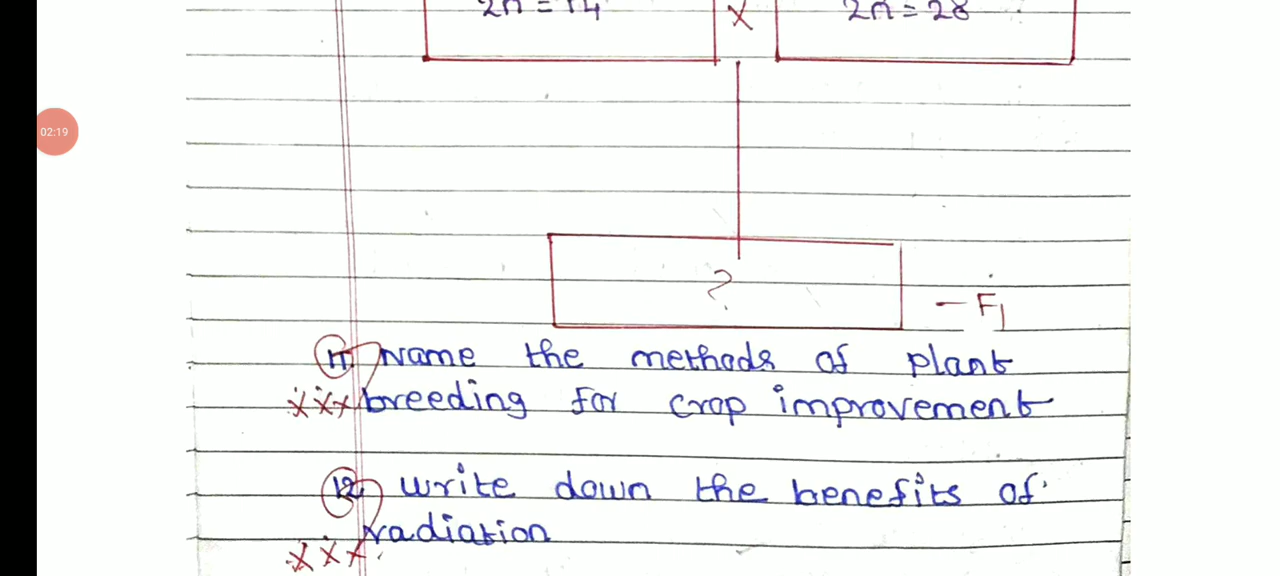 2n = 14 X 2n = 28
02:19
?
- F1
11 Name the methods of plant
xxx breeding for crop improvement
12 write down the benefits of
radiation
xxx